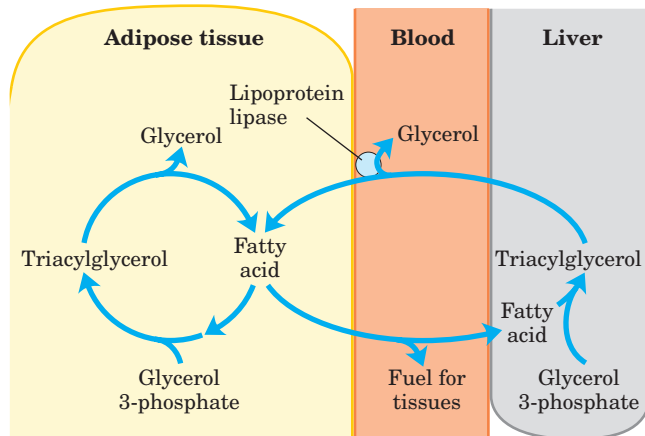 Adipose tissue
Blood
Liver
Lipoprotein
lipase
Glycerol
Glycerol
Triacylglycerol
Fatty
acid
Triacylglycerol
Fatty
acid
Glycerol
3-phosphate
Fuel for
tissues
Glycerol
3-phosphate